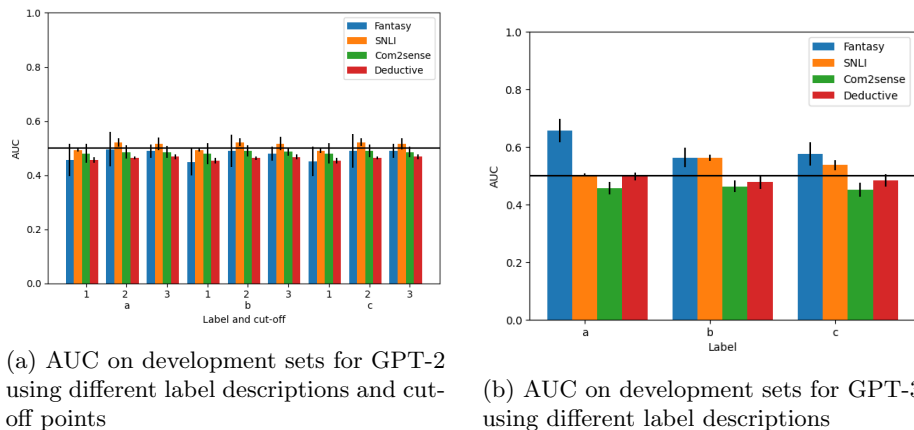 1.0
0.8
0.6
0.4
0.2
0.0
AUC
Fantasy
SNLI
Com2sense
Deductive
1 2 3 1 2 3 1 2 3
a b c
Label and cut-off
(a) AUC on development sets for GPT-2
using different label descriptions and cut-
off points
1.0
0.8
0.6
0.4
0.2
0.0
AUC
Fantasy
SNLI
Com2sense
Deductive
a b c
Label
(b) AUC on development sets for GPT-3
using different label descriptions